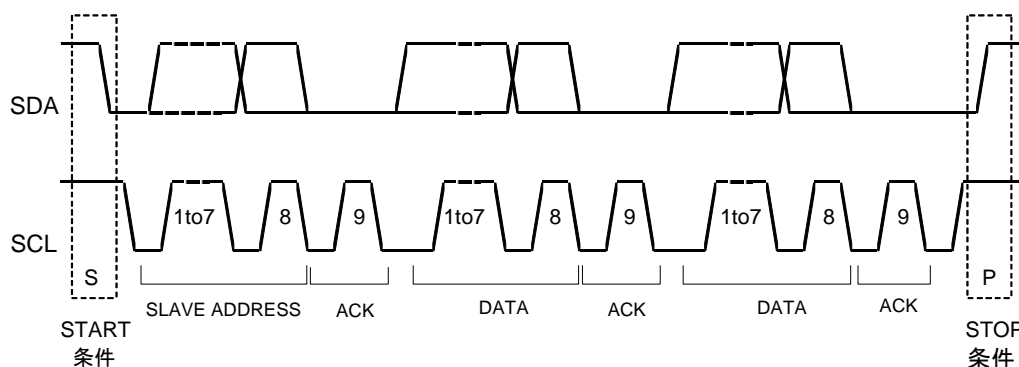 SDA
SCL
1to7 8 9 1to7 8 9 1to7 8 9
S P
SLAVE ADDRESS ACK DATA ACK DATA ACK
START
条件
STOP
条件